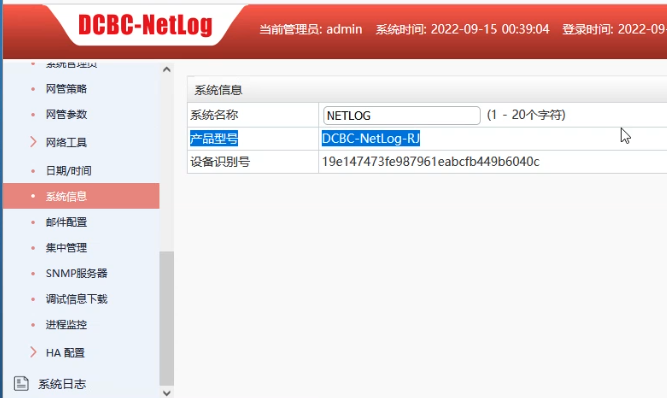 DCBC-NetLog
当前管理员: admin 系统时间: 2022-09-15 00:39:04 登录时间: 2022-09-
系统管理员
网管策略
网管参数
网络工具
日期/时间
系统信息
邮件配置
集中管理
SNMP服务器
调试信息下载
进程监控
HA 配置
系统日志
系统信息
系统名称 NETLOG (1 - 20个字符)
产品型号 DCBC-NetLog-RJ
设备识别号 19e147473fe987961eabcfb449b6040c